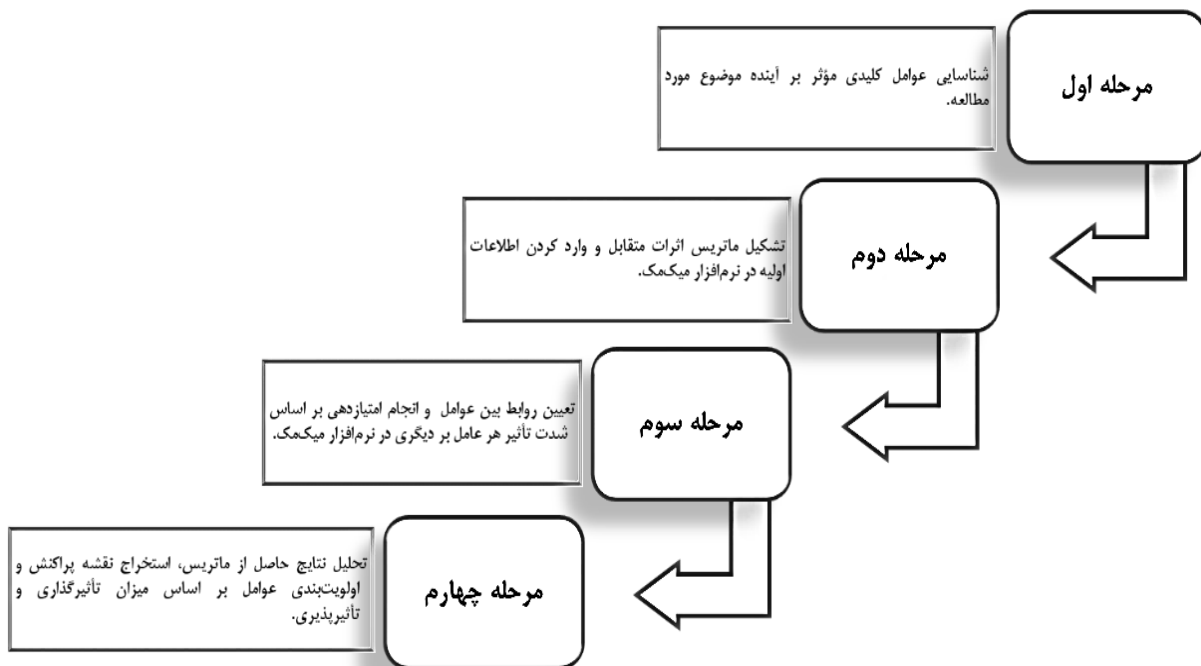 مرحله اول
شناسایی عوامل کلیدی مؤثر بر آینده موضوع مورد
مطالعه.
مرحله دوم
تشکیل ماتریس اثرات متقابل و وارد کردن اطلاعات
اولیه در نرم‌افزار میک‌مک.
مرحله سوم
تعیین روابط بین عوامل و انجام امتیازدهی بر اساس
شدت تأثیر هر عامل بر دیگری در نرم‌افزار میک‌مک.
مرحله چهارم
تحلیل نتایج حاصل از ماتریس، استخراج نقشه پراکنش و
اولویت‌بندی عوامل بر اساس میزان تأثیرگذاری و
تأثیرپذیری.